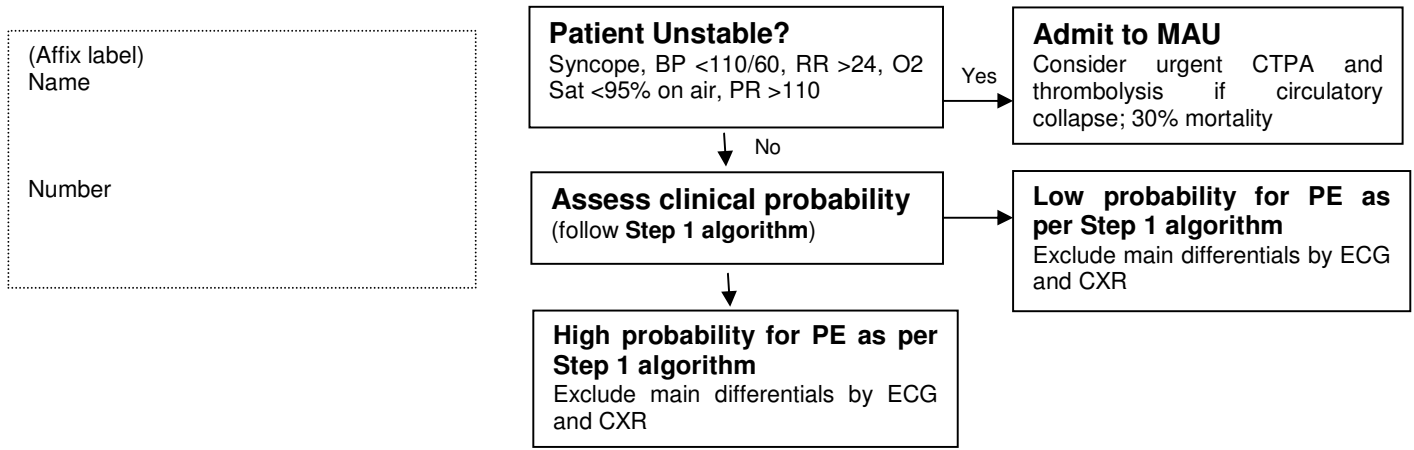 (Affix label)
Name
Number
Patient Unstable?
Syncope, BP <110/60, RR >24, O2
Sat <95% on air, PR >110
Yes
Admit to MAU
Consider urgent CTPA and
thrombolysis if circulatory
collapse; 30% mortality
No
Assess clinical probability
(follow Step 1 algorithm)
Low probability for PE as
per Step 1 algorithm
Exclude main differentials by ECG
and CXR
High probability for PE as per
Step 1 algorithm
Exclude main differentials by ECG
and CXR